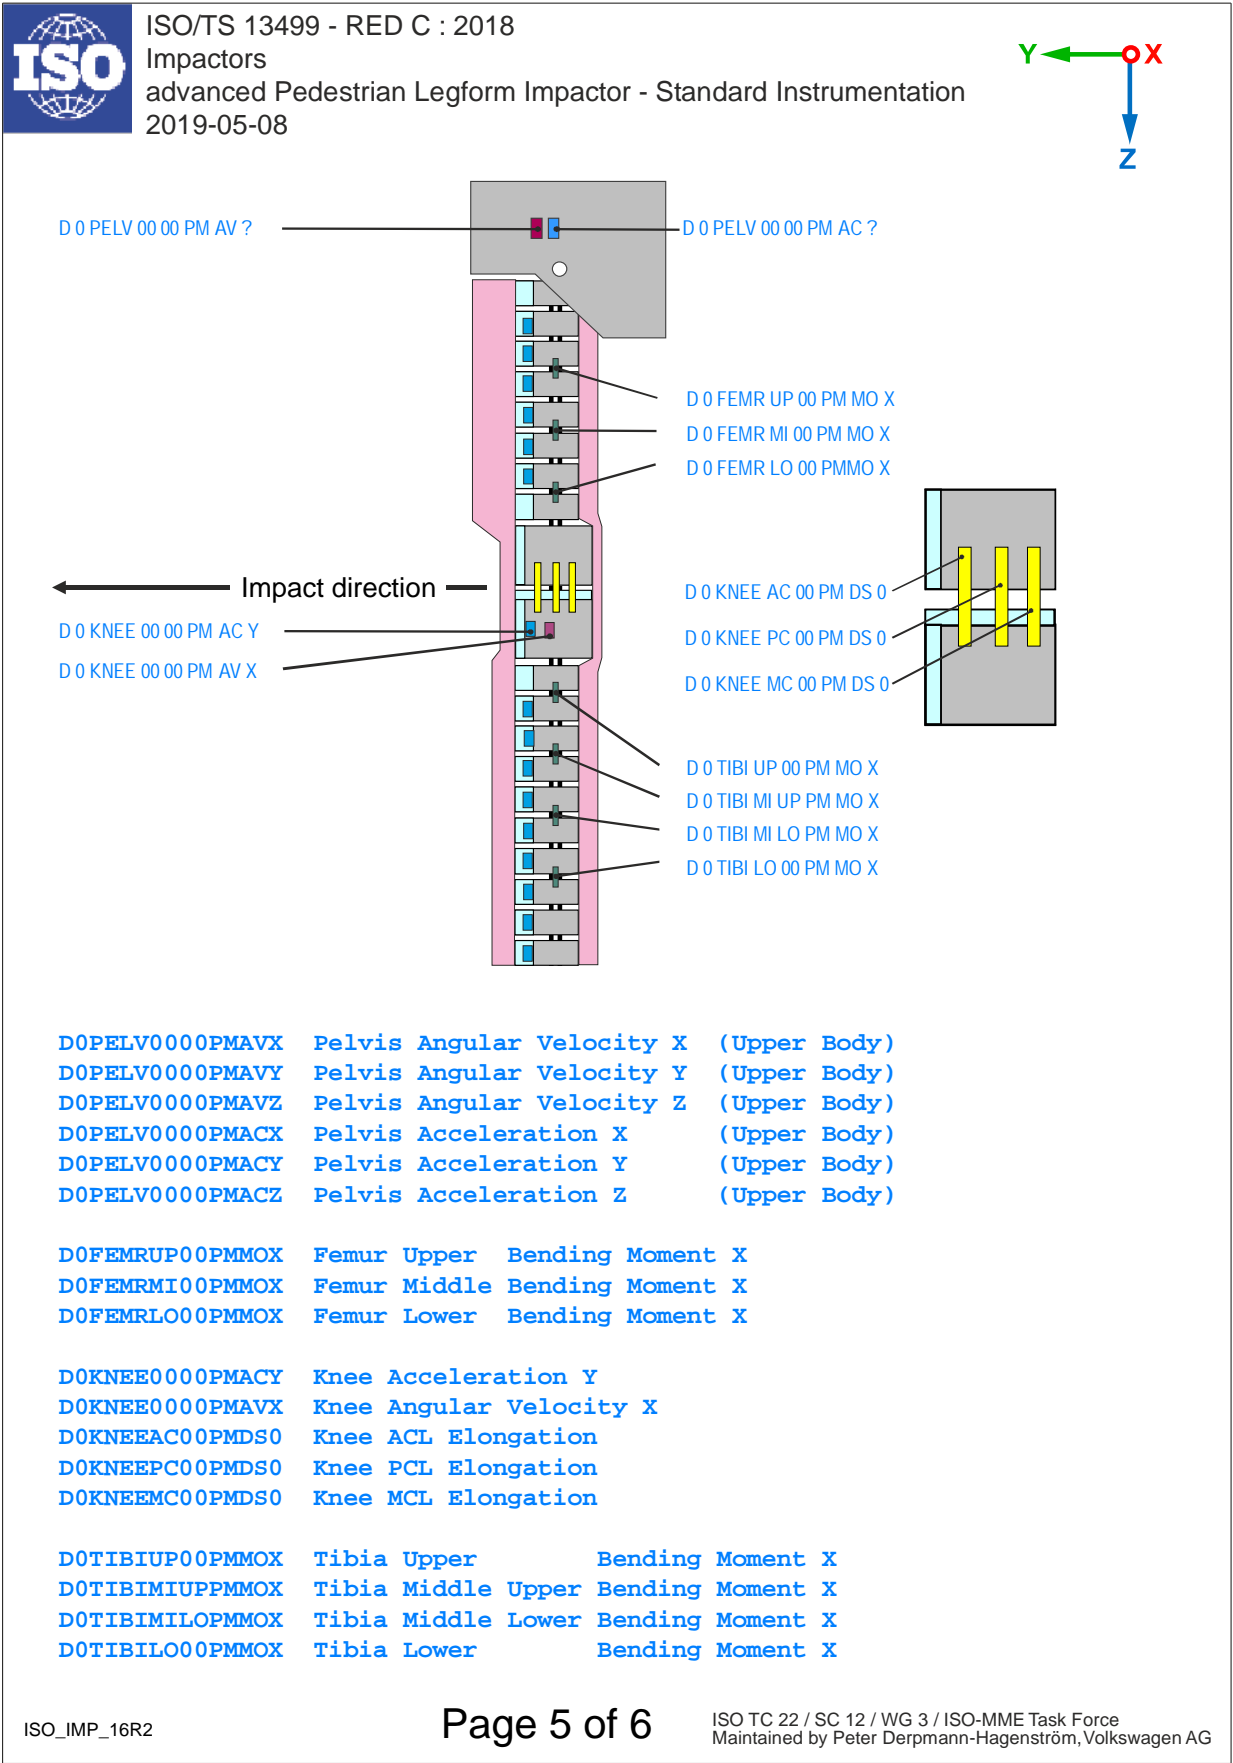 ISO
ISO/TS 13499 - RED C : 2018
Impactors
advanced Pedestrian Legform Impactor - Standard Instrumentation
2019-05-08
Y X
Z
D 0 PELV 00 00 PM AV ?
D 0 PELV 00 00 PM AC ?
D 0 FEMR UP 00 PM MO X
D 0 FEMR MI 00 PM MO X
D 0 FEMR LO 00 PMMO X
Impact direction
D 0 KNEE 00 00 PM AC Y
D 0 KNEE 00 00 PM AV X
D 0 KNEE AC 00 PM DS 0
D 0 KNEE PC 00 PM DS 0
D 0 KNEE MC 00 PM DS 0
D 0 TIBI UP 00 PM MO X
D 0 TIBI MI UP PM MO X
D 0 TIBI MI LO PM MO X
D 0 TIBI LO 00 PM MO X
D0PELV0000PMAVX Pelvis Angular Velocity X (Upper Body)
D0PELV0000PMAVY Pelvis Angular Velocity Y (Upper Body)
D0PELV0000PMAVZ Pelvis Angular Velocity Z (Upper Body)
D0PELV0000PMACX Pelvis Acceleration X (Upper Body)
D0PELV0000PMACY Pelvis Acceleration Y (Upper Body)
D0PELV0000PMACZ Pelvis Acceleration Z (Upper Body)
D0FEMRUP00PMMOX Femur Upper Bending Moment X
D0FEMRMI00PMMOX Femur Middle Bending Moment X
D0FEMRLO00PMMOX Femur Lower Bending Moment X
D0KNEE0000PMACY Knee Acceleration Y
D0KNEE0000PMAVX Knee Angular Velocity X
D0KNEEAC00PMDS0 Knee ACL Elongation
D0KNEEPC00PMDS0 Knee PCL Elongation
D0KNEEMC00PMDS0 Knee MCL Elongation
D0TIBIUP00PMMOX Tibia Upper Bending Moment X
D0TIBIMIUPPMMOX Tibia Middle Upper Bending Moment X
D0TIBIMILOPMMOX Tibia Middle Lower Bending Moment X
D0TIBILO00PMMOX Tibia Lower Bending Moment X
ISO_IMP_16R2
Page 5 of 6
ISO TC 22 / SC 12 / WG 3 / ISO-MME Task Force
Maintained by Peter Derpmann-Hagenström, Volkswagen AG